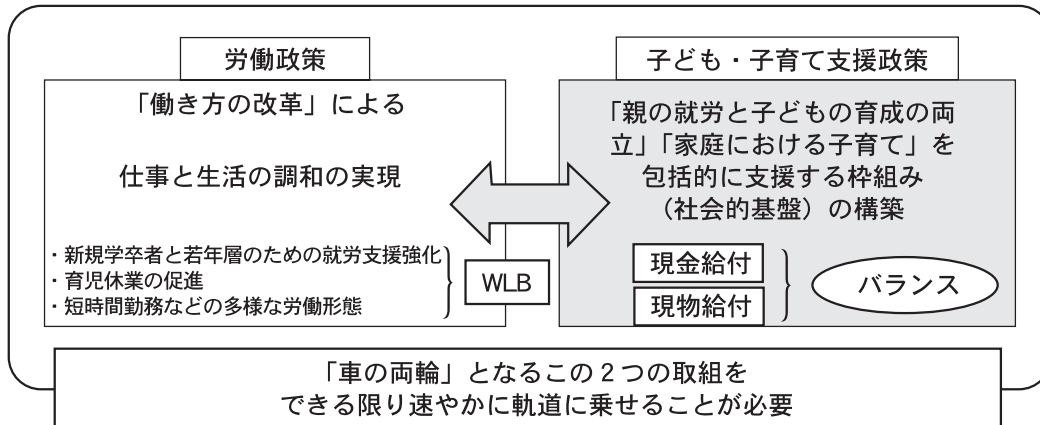 労働政策
「働き方の改革」による
仕事と生活の調和の実現
・新規学卒者と若年層のための就労支援強化
・育児休業の促進
・短時間勤務などの多様な労働形態
WLB
子ども・子育て支援政策
「親の就労と子どもの育成の両
立」「家庭における子育て」を
包括的に支援する枠組み
（社会的基盤）の構築
現金給付
現物給付
バランス
「車の両輪」となるこの２つの取組を
できる限り速やかに軌道に乗せることが必要